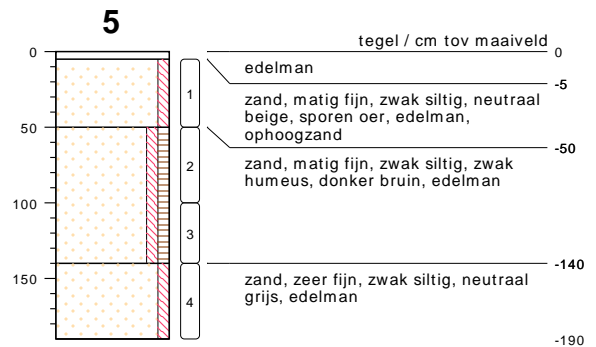 5
tegel / cm tov maaiveld
0
0
edelman
-5
1
zand, matig fijn, zwak siltig, neutraal
beige, sporen oer, edelman,
ophoogzand
50
-50
2
zand, matig fijn, zwak siltig, zwak
humeus, donker bruin, edelman
100
3
-140
150
4
zand, zeer fijn, zwak siltig, neutraal
grijs, edelman
-190